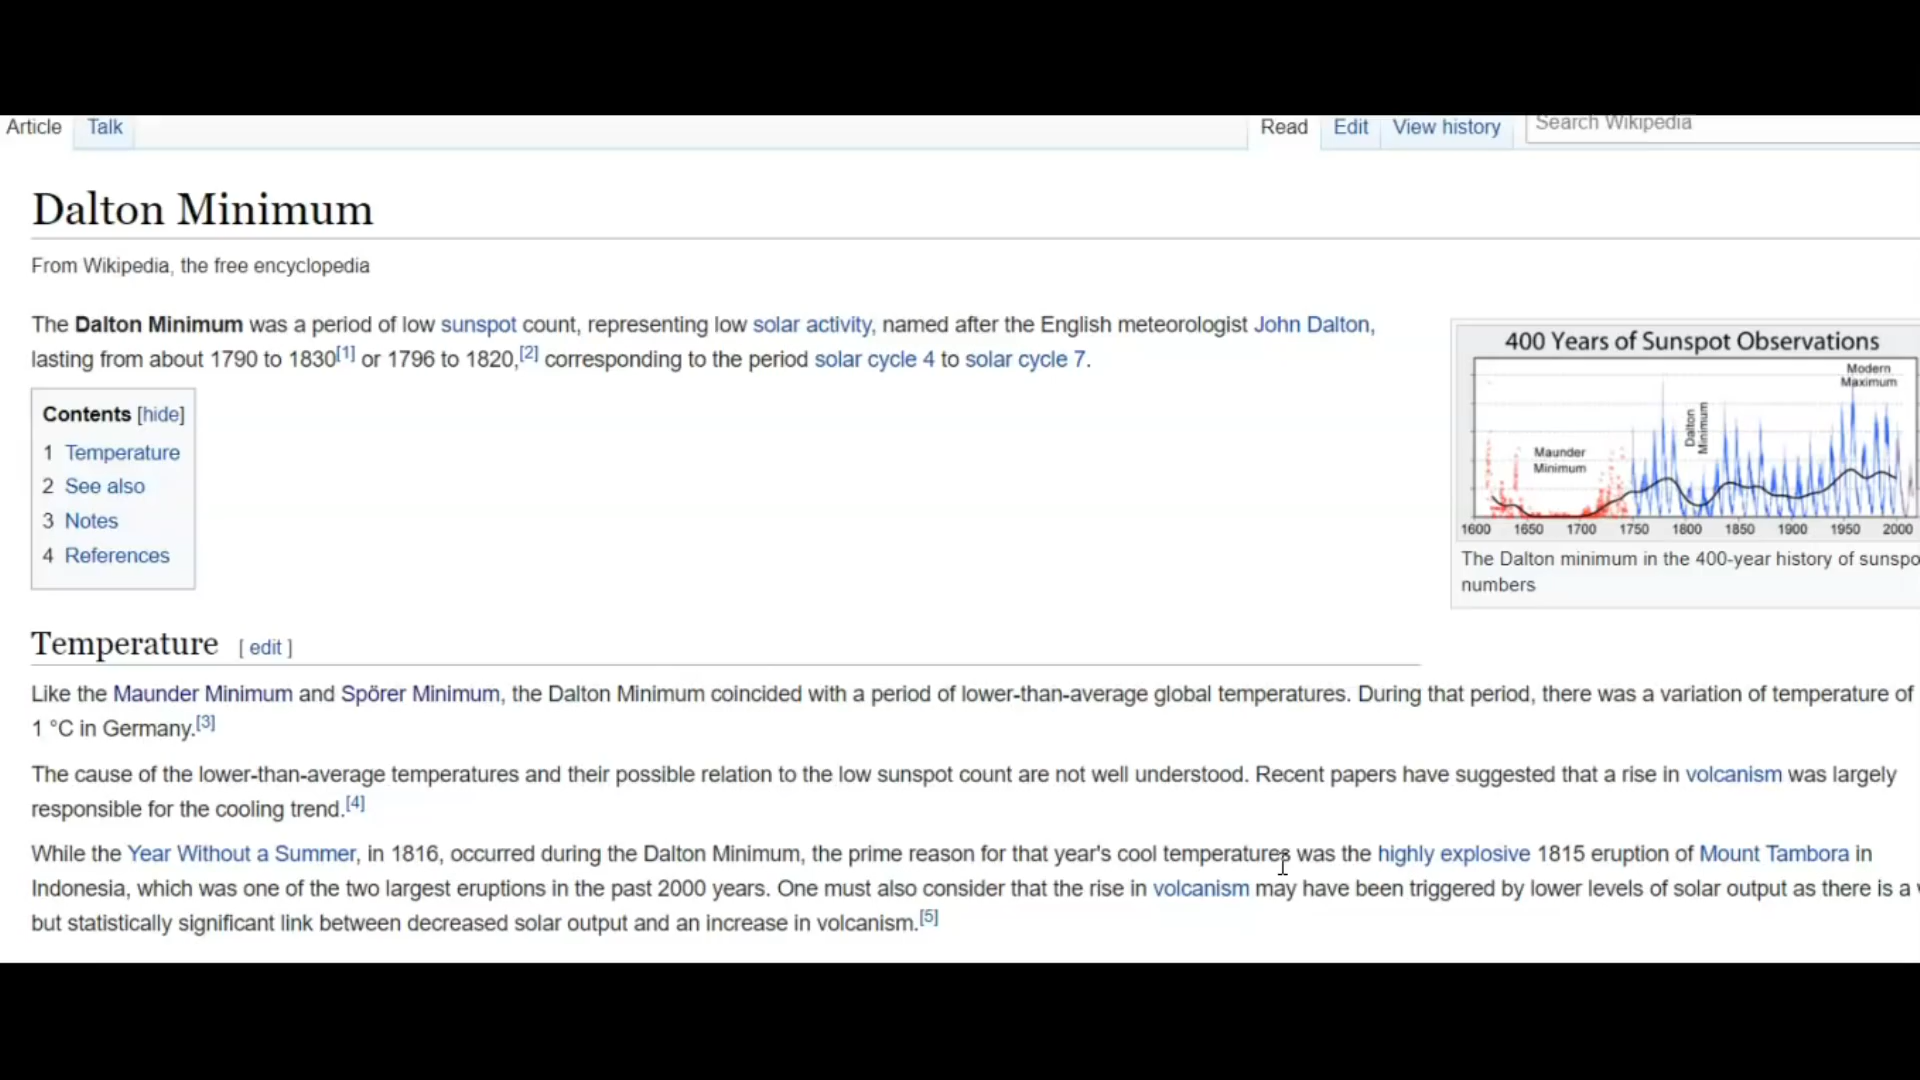 Article Talk Read Edit View history Search Wikipedia
Dalton Minimum
From Wikipedia, the free encyclopedia
The Dalton Minimum was a period of low sunspot count, representing low solar activity, named after the English meteorologist John Dalton,
lasting from about 1790 to 1830[1] or 1796 to 1820,[2] corresponding to the period solar cycle 4 to solar cycle 7.
Contents [hide]
1 Temperature
2 See also
3 Notes
4 References
400 Years of Sunspot Observations
Modern
Maximum
Dalton
Minimum
Maunder
Minimum
1600 1650 1700 1750 1800 1850 1900 1950 2000
The Dalton minimum in the 400-year history of sunspo
numbers
Temperature [ edit ]
Like the Maunder Minimum and Spörer Minimum, the Dalton Minimum coincided with a period of lower-than-average global temperatures. During that period, there was a variation of temperature of
1 °C in Germany.[3]
The cause of the lower-than-average temperatures and their possible relation to the low sunspot count are not well understood. Recent papers have suggested that a rise in volcanism was largely
responsible for the cooling trend.[4]
While the Year Without a Summer, in 1816, occurred during the Dalton Minimum, the prime reason for that year's cool temperatures was the highly explosive 1815 eruption of Mount Tambora in
Indonesia, which was one of the two largest eruptions in the past 2000 years. One must also consider that the rise in volcanism may have been triggered by lower levels of solar output as there is a
but statistically significant link between decreased solar output and an increase in volcanism.[5]